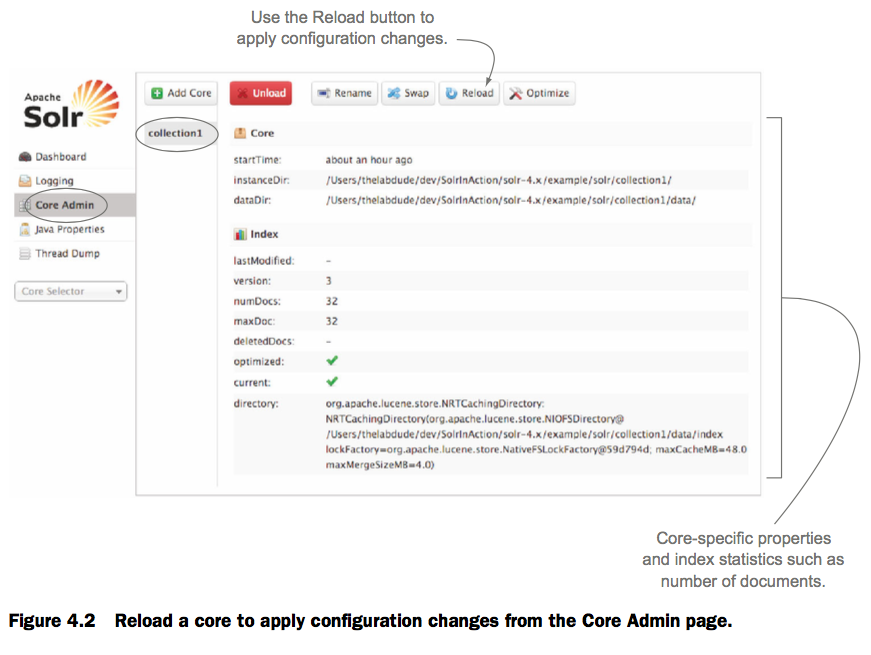 Use the Reload button to
apply configuration changes.
Apache
Solr
Add Core
Unload
Rename
Swap
Reload
Optimize
collection1
Core
Dashboard
startTime: about an hour ago
Logging
instanceDir: /Users/thelabdude/dev/SolrInAction/solr-4.x/example/solr/collection1/
Core Admin
dataDir: /Users/thelabdude/dev/SolrInAction/solr-4.x/example/solr/collection1/data/
Java Properties
Index
Thread Dump
lastModified: –
version: 3
Core Selector
numDocs: 32
maxDoc: 32
deletedDocs: –
optimized:
current:
directory: org.apache.lucene.store.NRTCachingDirectory:
NRTCachingDirectory(org.apache.lucene.store.NIOFSDirectory@
/Users/thelabdude/dev/SolrInAction/solr-4.x/example/solr/collection1/data/index
lockFactory=org.apache.lucene.store.NativeFSLockFactory@59d794d; maxCacheMB=48.0
maxMergeSizeMB=4.0)
Core-specific properties
and index statistics such as
number of documents.
Figure 4.2 Reload a core to apply configuration changes from the Core Admin page.